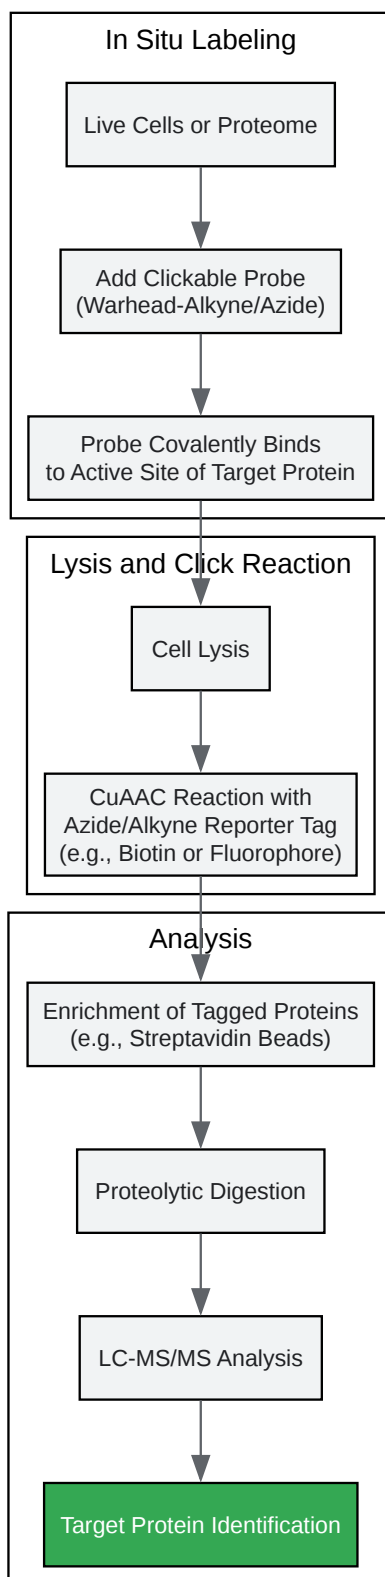 In Situ Labeling
Live Cells or Proteome
Add Clickable Probe
(Warhead-Alkyne/Azide)
Probe Covalently Binds
to Active Site of Target Protein
Lysis and Click Reaction
Cell Lysis
CuAAC Reaction with
Azide/Alkyne Reporter Tag
(e.g., Biotin or Fluorophore)
Analysis
Enrichment of Tagged Proteins
(e.g., Streptavidin Beads)
Proteolytic Digestion
LC-MS/MS Analysis
Target Protein Identification